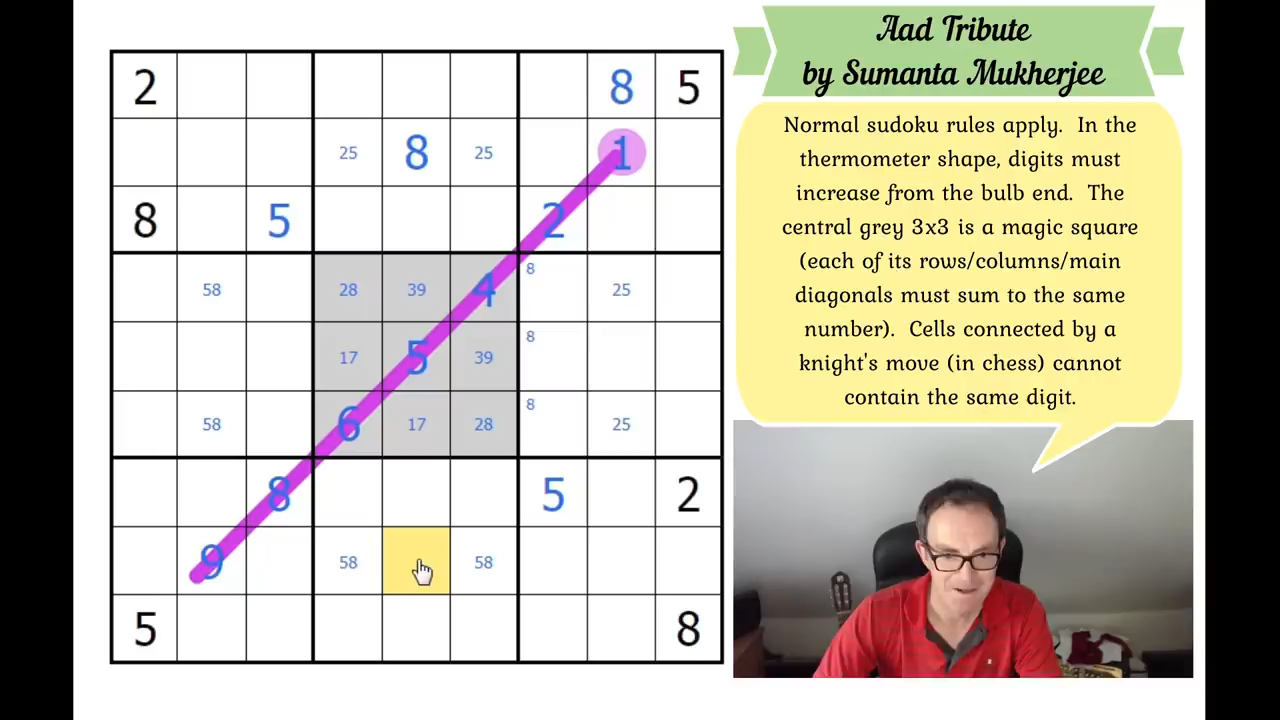 Aad Tribute
by Sumanta Mukherjee
Normal sudoku rules apply. In the
thermometer shape, digits must
increase from the bulb end. The
central grey 3x3 is a magic square
(each of its rows/columns/main
diagonals must sum to the same
number). Cells connected by a
knight's move (in chess) cannot
contain the same digit.
2 8 5
25 8 25 1
8 5 2
58 28 39 4 8 25
17 5 39 8
58 6 17 28 8 25
8 5 2
9 58 58
5 8